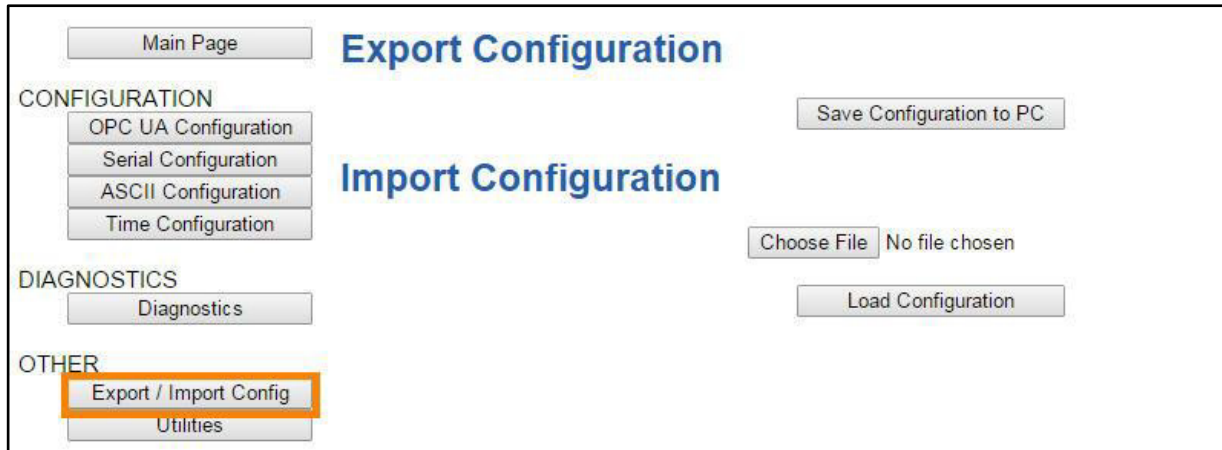 Main Page
CONFIGURATION
OPC UA Configuration
Serial Configuration
ASCII Configuration
Time Configuration
DIAGNOSTICS
Diagnostics
OTHER
Export / Import Config
Utilities
Export Configuration
Save Configuration to PC
Import Configuration
Choose File No file chosen
Load Configuration